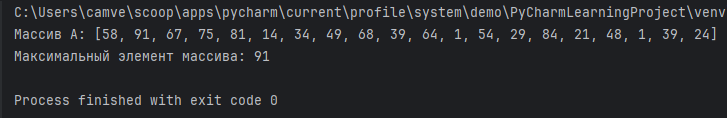 C:\Users\camve\scoop\apps\pycharm\current\profile\system\demo\PyCharmLearningProject\venv
Массив A: [58, 91, 67, 75, 81, 14, 34, 49, 68, 39, 64, 1, 54, 29, 84, 21, 48, 1, 39, 24]
Максимальный элемент массива: 91
Process finished with exit code 0